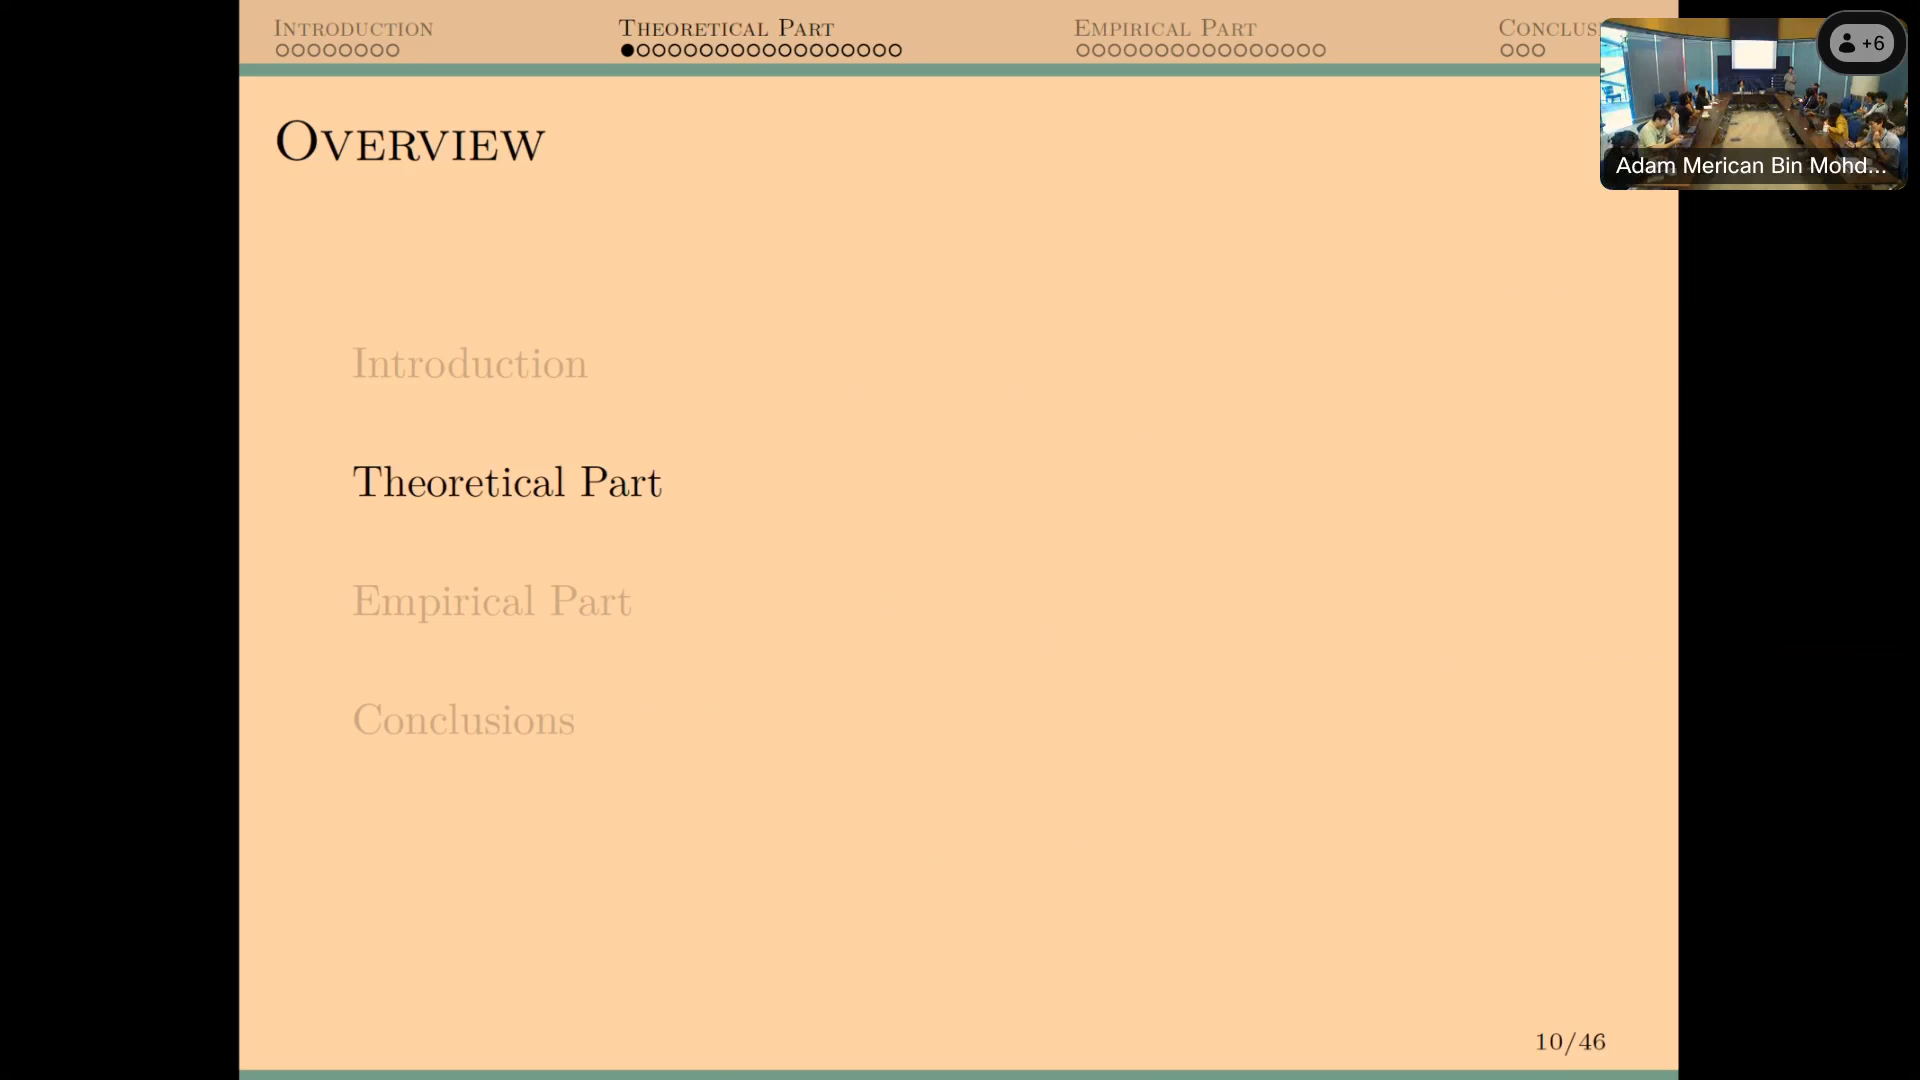 Introduction
Theoretical Part
Empirical Part
Conclus
+6
Adam Merican Bin Mohd...
Overview
Introduction
Theoretical Part
Empirical Part
Conclusions
10/46